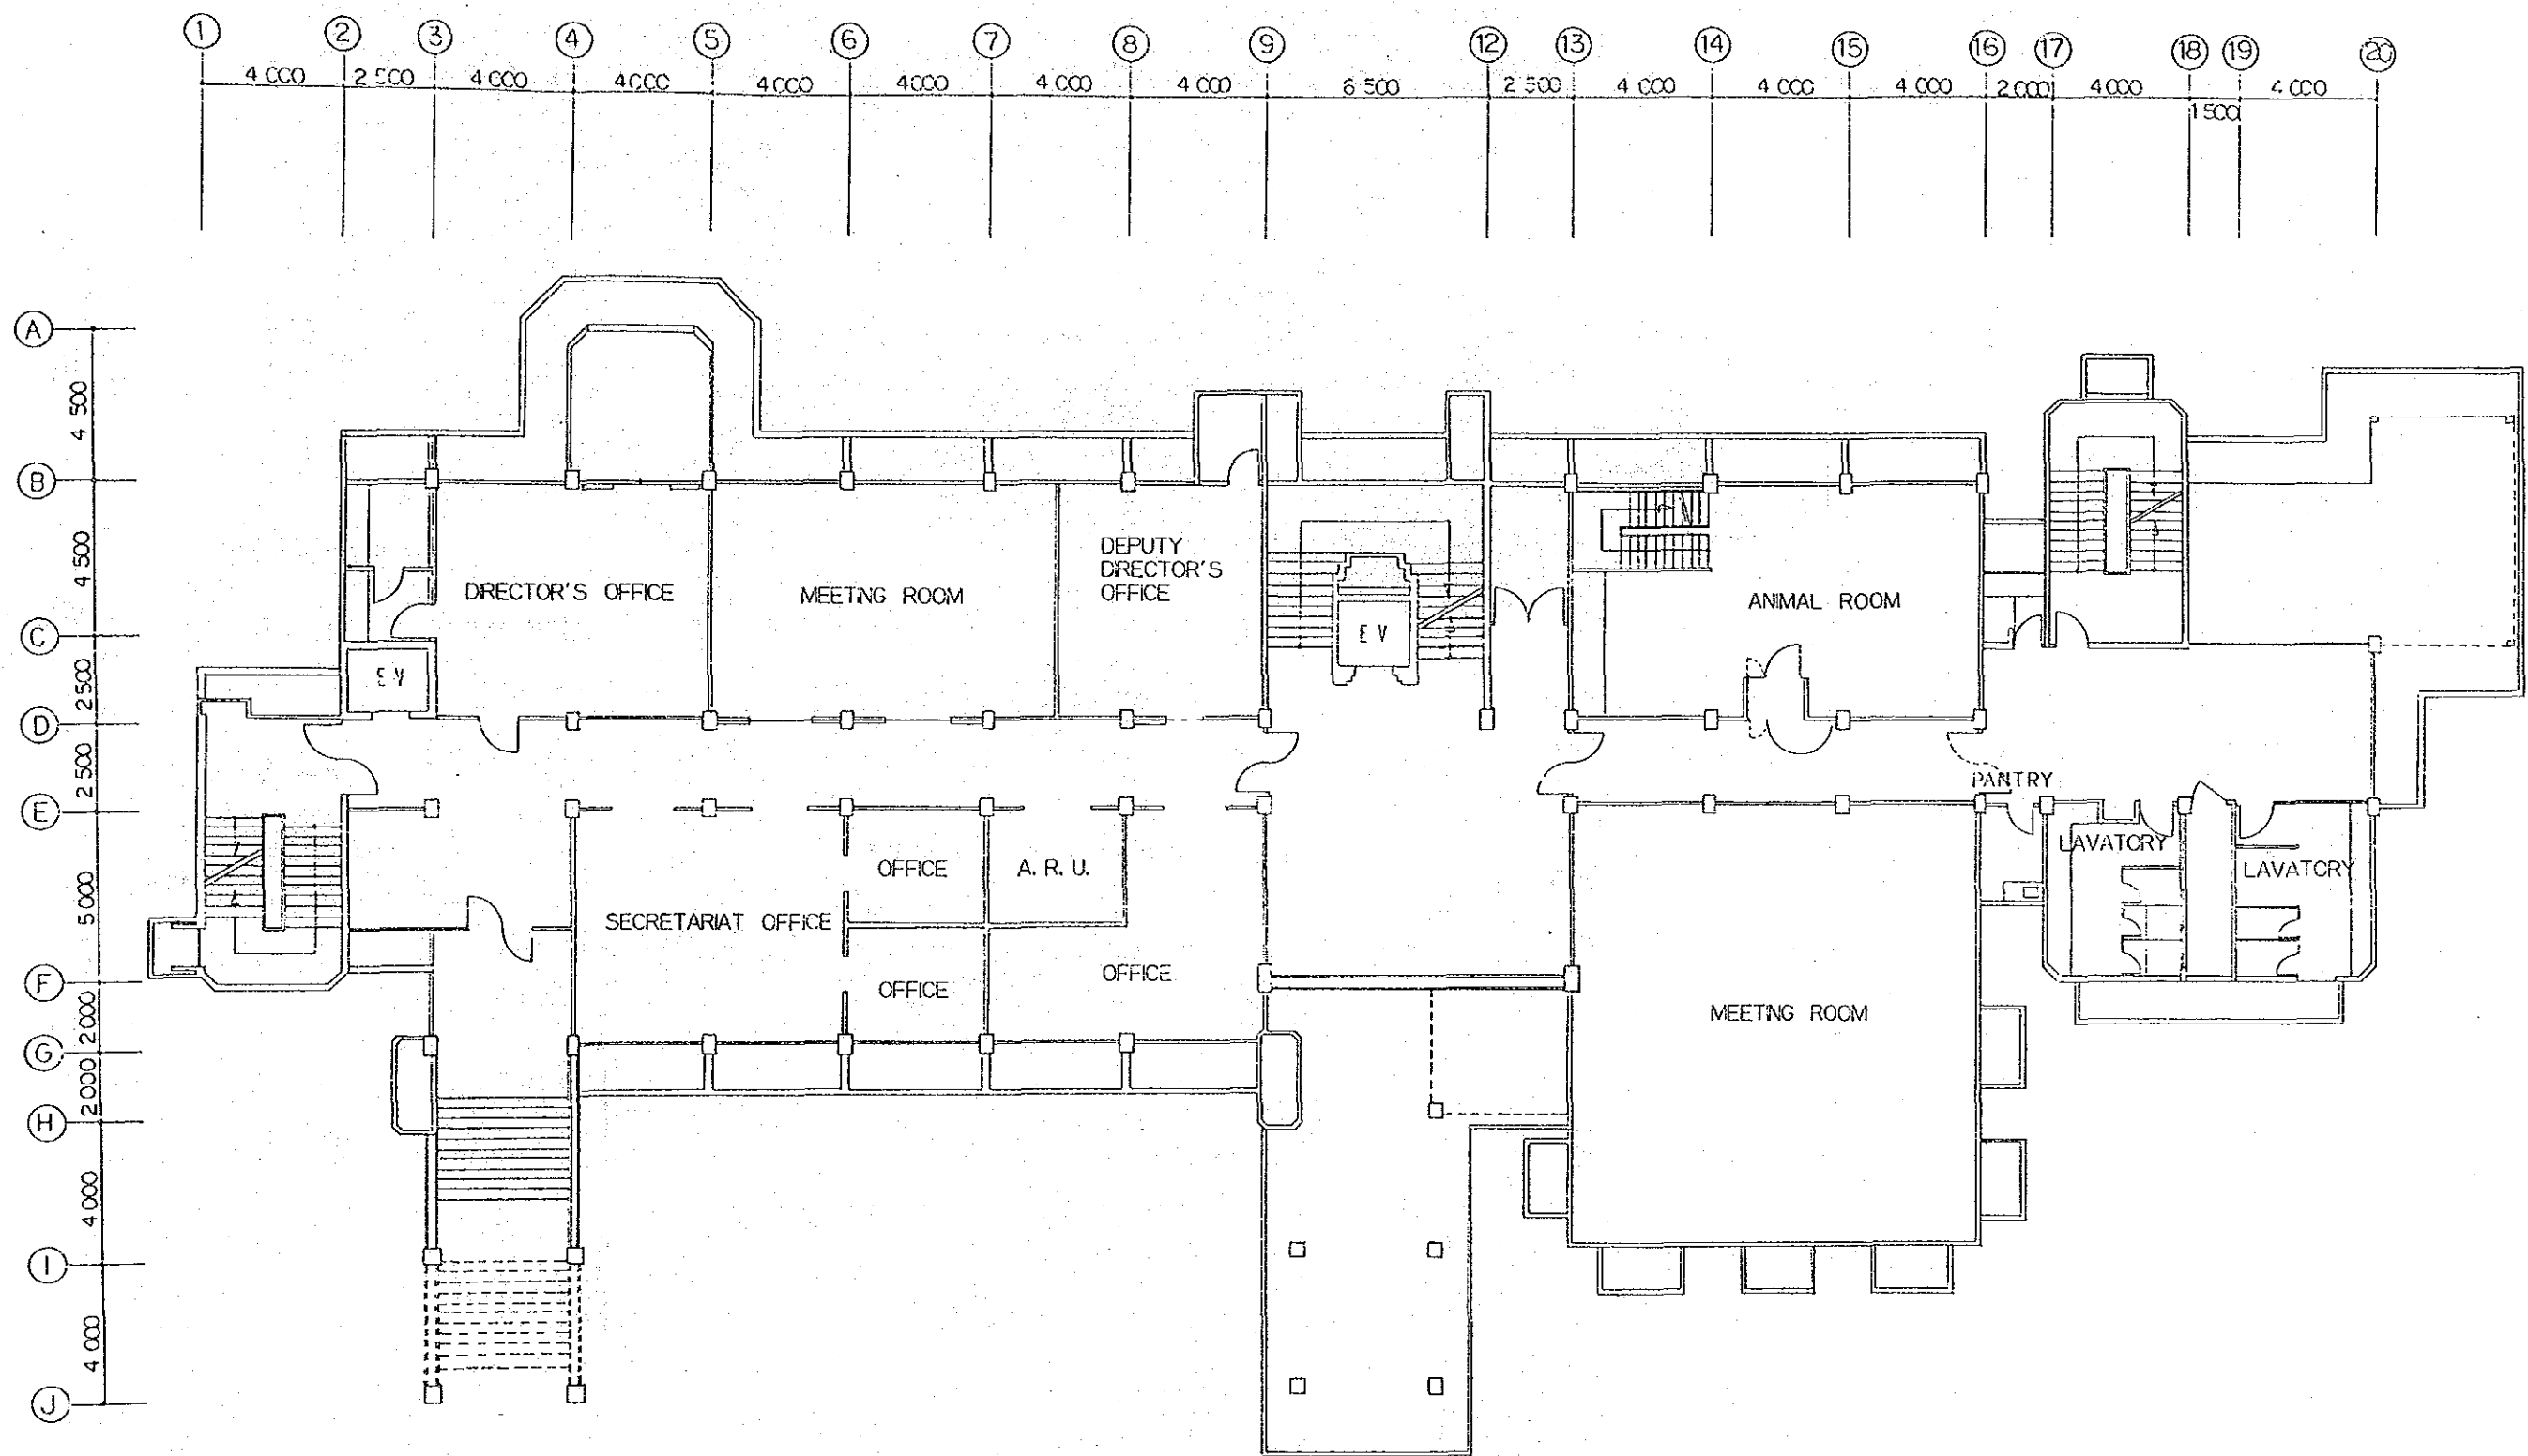 1 2 3 4 5 6 7 8 9 12 13 14 15 16 17 18 19 20
4 000 2 500 4 000 4 000 4 000 4 000 4 000 4 000 6 500 2 500 4 000 4 000 4 000 2 000 4 000 1 500 4 000
A
4 500
B
4 500
C
2 500
D
2 500
E
5 000
F
2 000
G
2 000
H
4 000
I
4 000
J
DIRECTOR'S OFFICE
MEETING ROOM
DEPUTY
DIRECTOR'S
OFFICE
E V
ANIMAL ROOM
E V
PANTRY
LAVATORY
LAVATORY
SECRETARIAT OFFICE
OFFICE
A. R. U.
OFFICE
OFFICE
MEETING ROOM